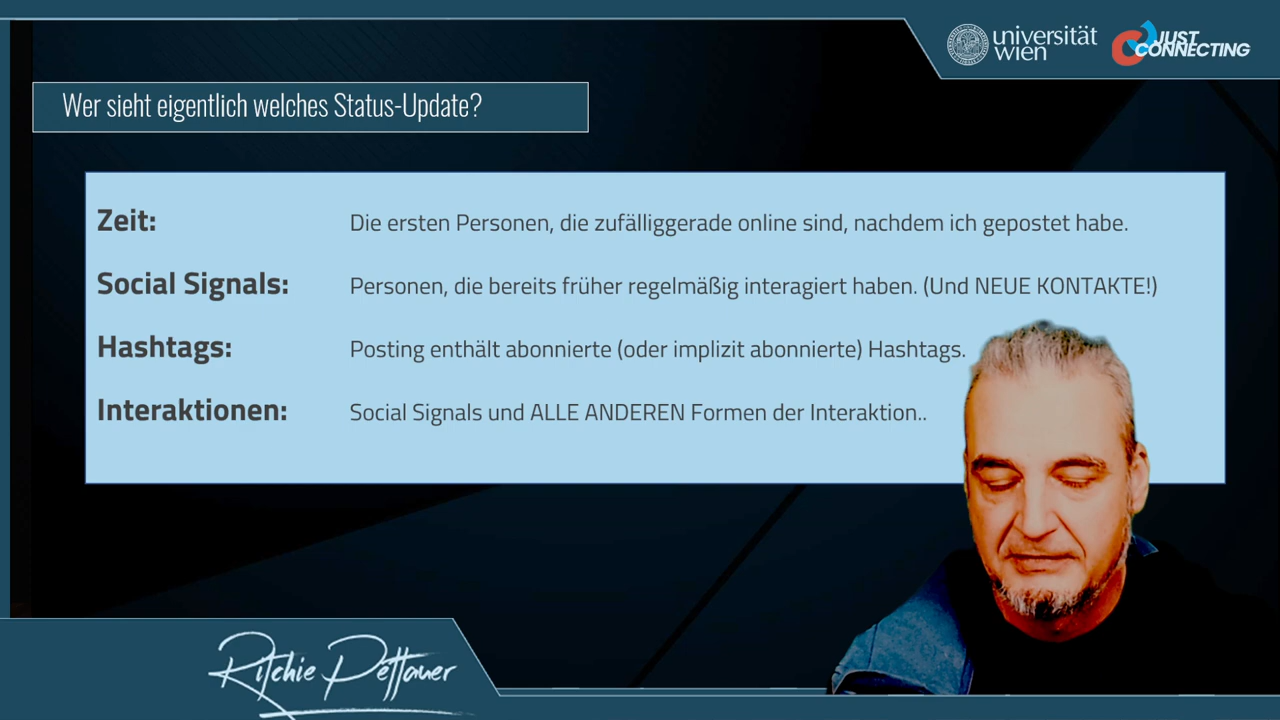 universität
wien
JUST
CONNECTING
Wer sieht eigentlich welches Status-Update?
Zeit: Die ersten Personen, die zufälliggerade online sind, nachdem ich gepostet habe.
Social Signals: Personen, die bereits früher regelmäßig interagiert haben. (Und NEUE KONTAKTE!)
Hashtags: Posting enthält abonnierte (oder implizit abonnierte) Hashtags.
Interaktionen: Social Signals und ALLE ANDEREN Formen der Interaktion..
Ritchie Pettauer